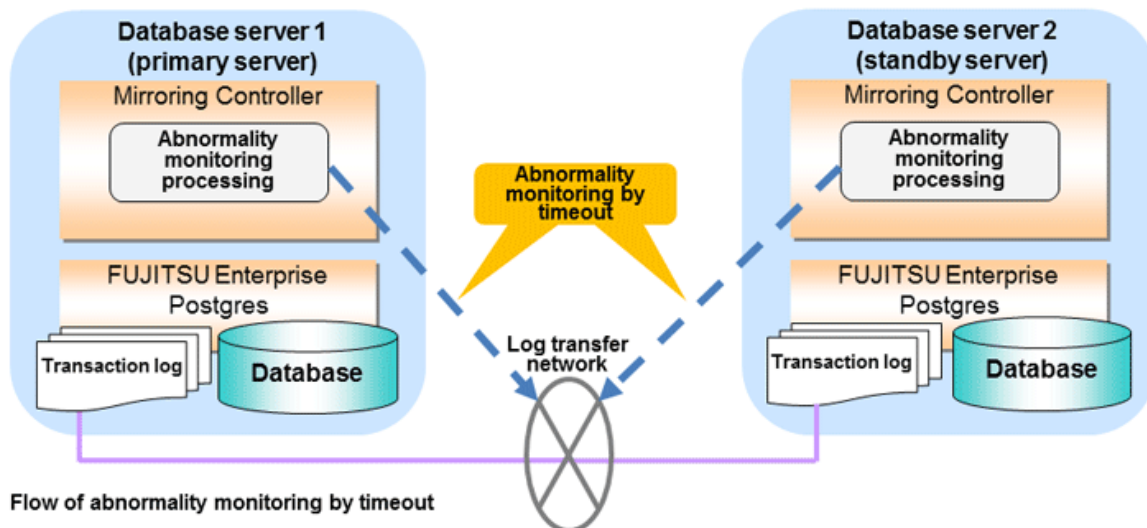 Database server 1
(primary server)
Mirroring Controller
Abnormality
monitoring
processing
FUJITSU Enterprise
Postgres
Transaction log
Database
Abnormality
monitoring by
timeout
Log transfer
network
Database server 2
(standby server)
Mirroring Controller
Abnormality
monitoring
processing
FUJITSU Enterprise
Postgres
Transaction log
Database
Flow of abnormality monitoring by timeout